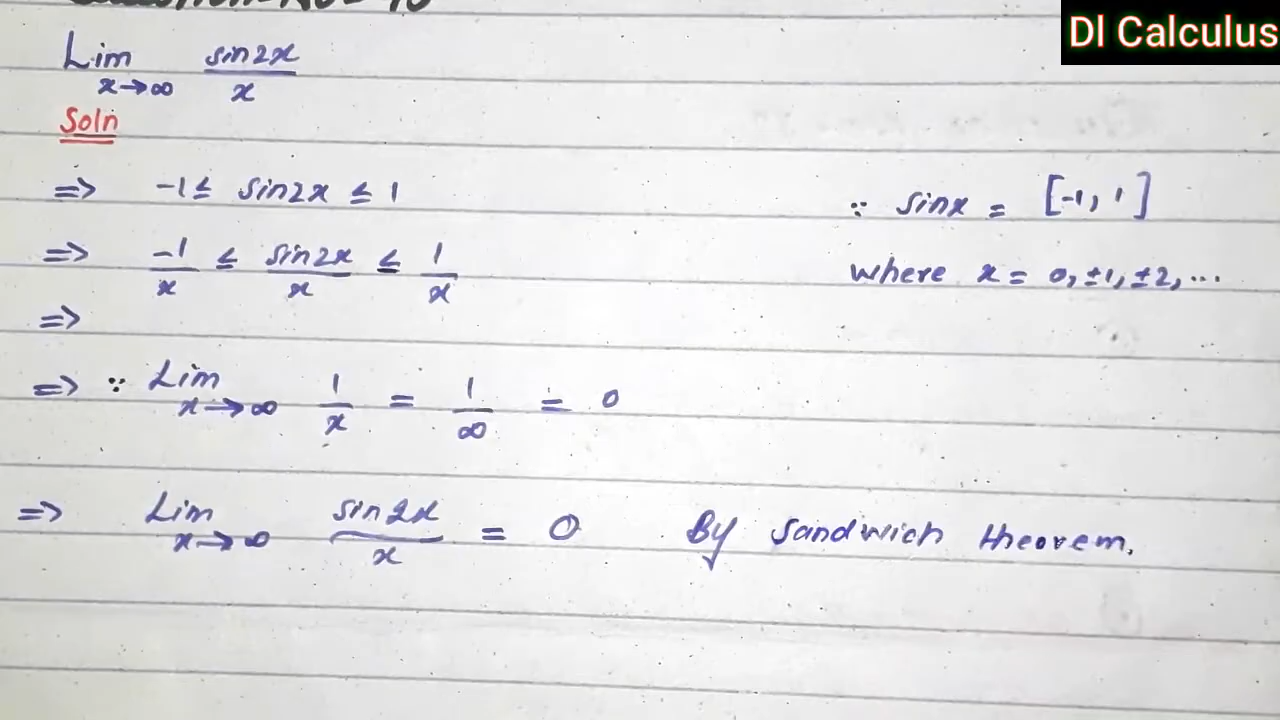 DI Calculus
Lim x→∞ sin2x/x
Soln
⇒ -1 ≤ sin2x ≤ 1
∵ sinx = [-1, 1]
⇒ -1/x ≤ sin2x/x ≤ 1/x
where x = 0, ±1, ±2, ...
⇒
⇒ ∵ Lim x→∞ 1/x = 1/∞ = 0
⇒ Lim x→∞ sin2x/x = 0 By sandwich theorem.